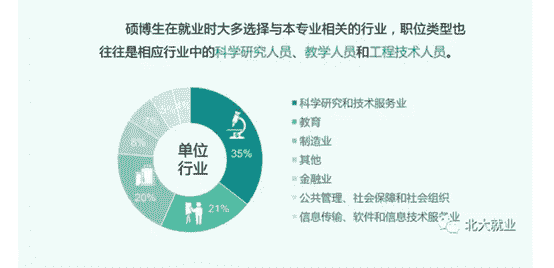 硕博生在就业时大多选择与本专业相关的行业，职位类型也
往往是相应行业中的科学研究人员、教学人员和工程技术人员。
单位
行业
35%
21%
20%
8%
7%
科学研究和技术服务业
教育
制造业
其他
金融业
公共管理、社会保障和社会组织
信息传输、软件和信息技术服务业
北大就业